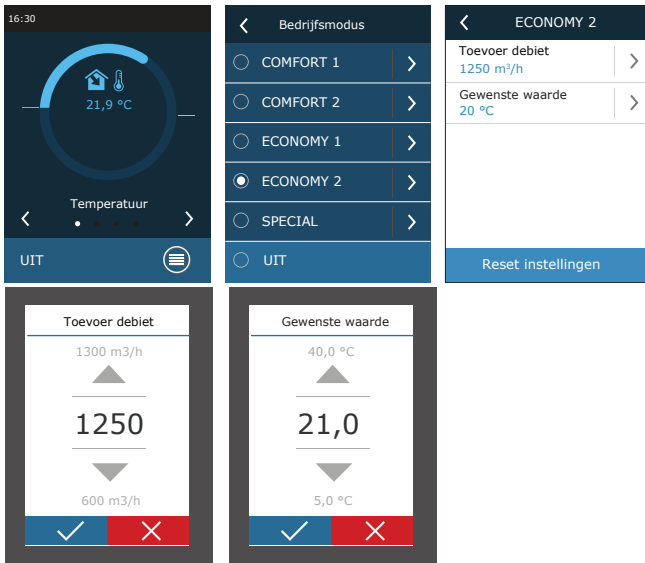 16:30
21,9 °C
Temperatuur
UIT
Bedrijfsmodus
COMFORT 1
COMFORT 2
ECONOMY 1
ECONOMY 2
SPECIAL
UIT
ECONOMY 2
Toevoer debiet
1250 m³/h
Gewenste waarde
20 °C
Reset instellingen
Toevoer debiet
1300 m3/h
1250
600 m3/h
Gewenste waarde
40,0 °C
21,0
5,0 °C